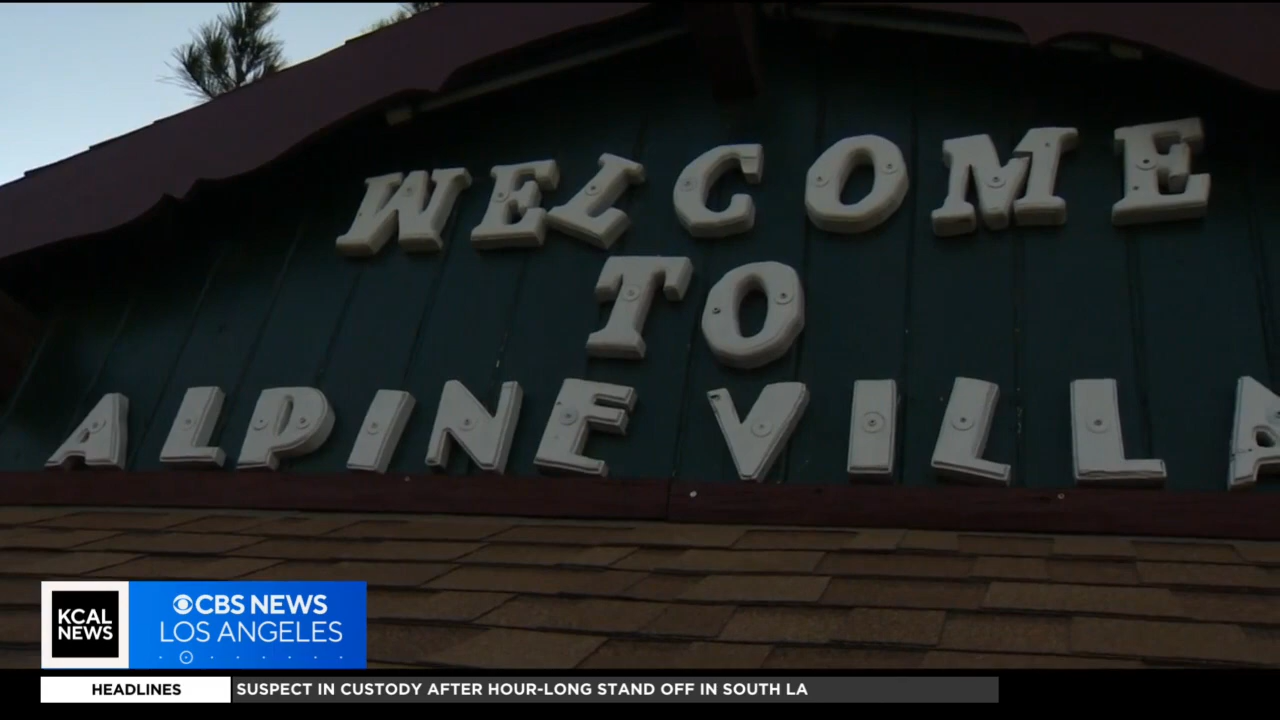 WELCOME
TO
ALPINE VILLA
KCAL
NEWS
CBS NEWS
LOS ANGELES
HEADLINES
SUSPECT IN CUSTODY AFTER HOUR-LONG STAND OFF IN SOUTH LA